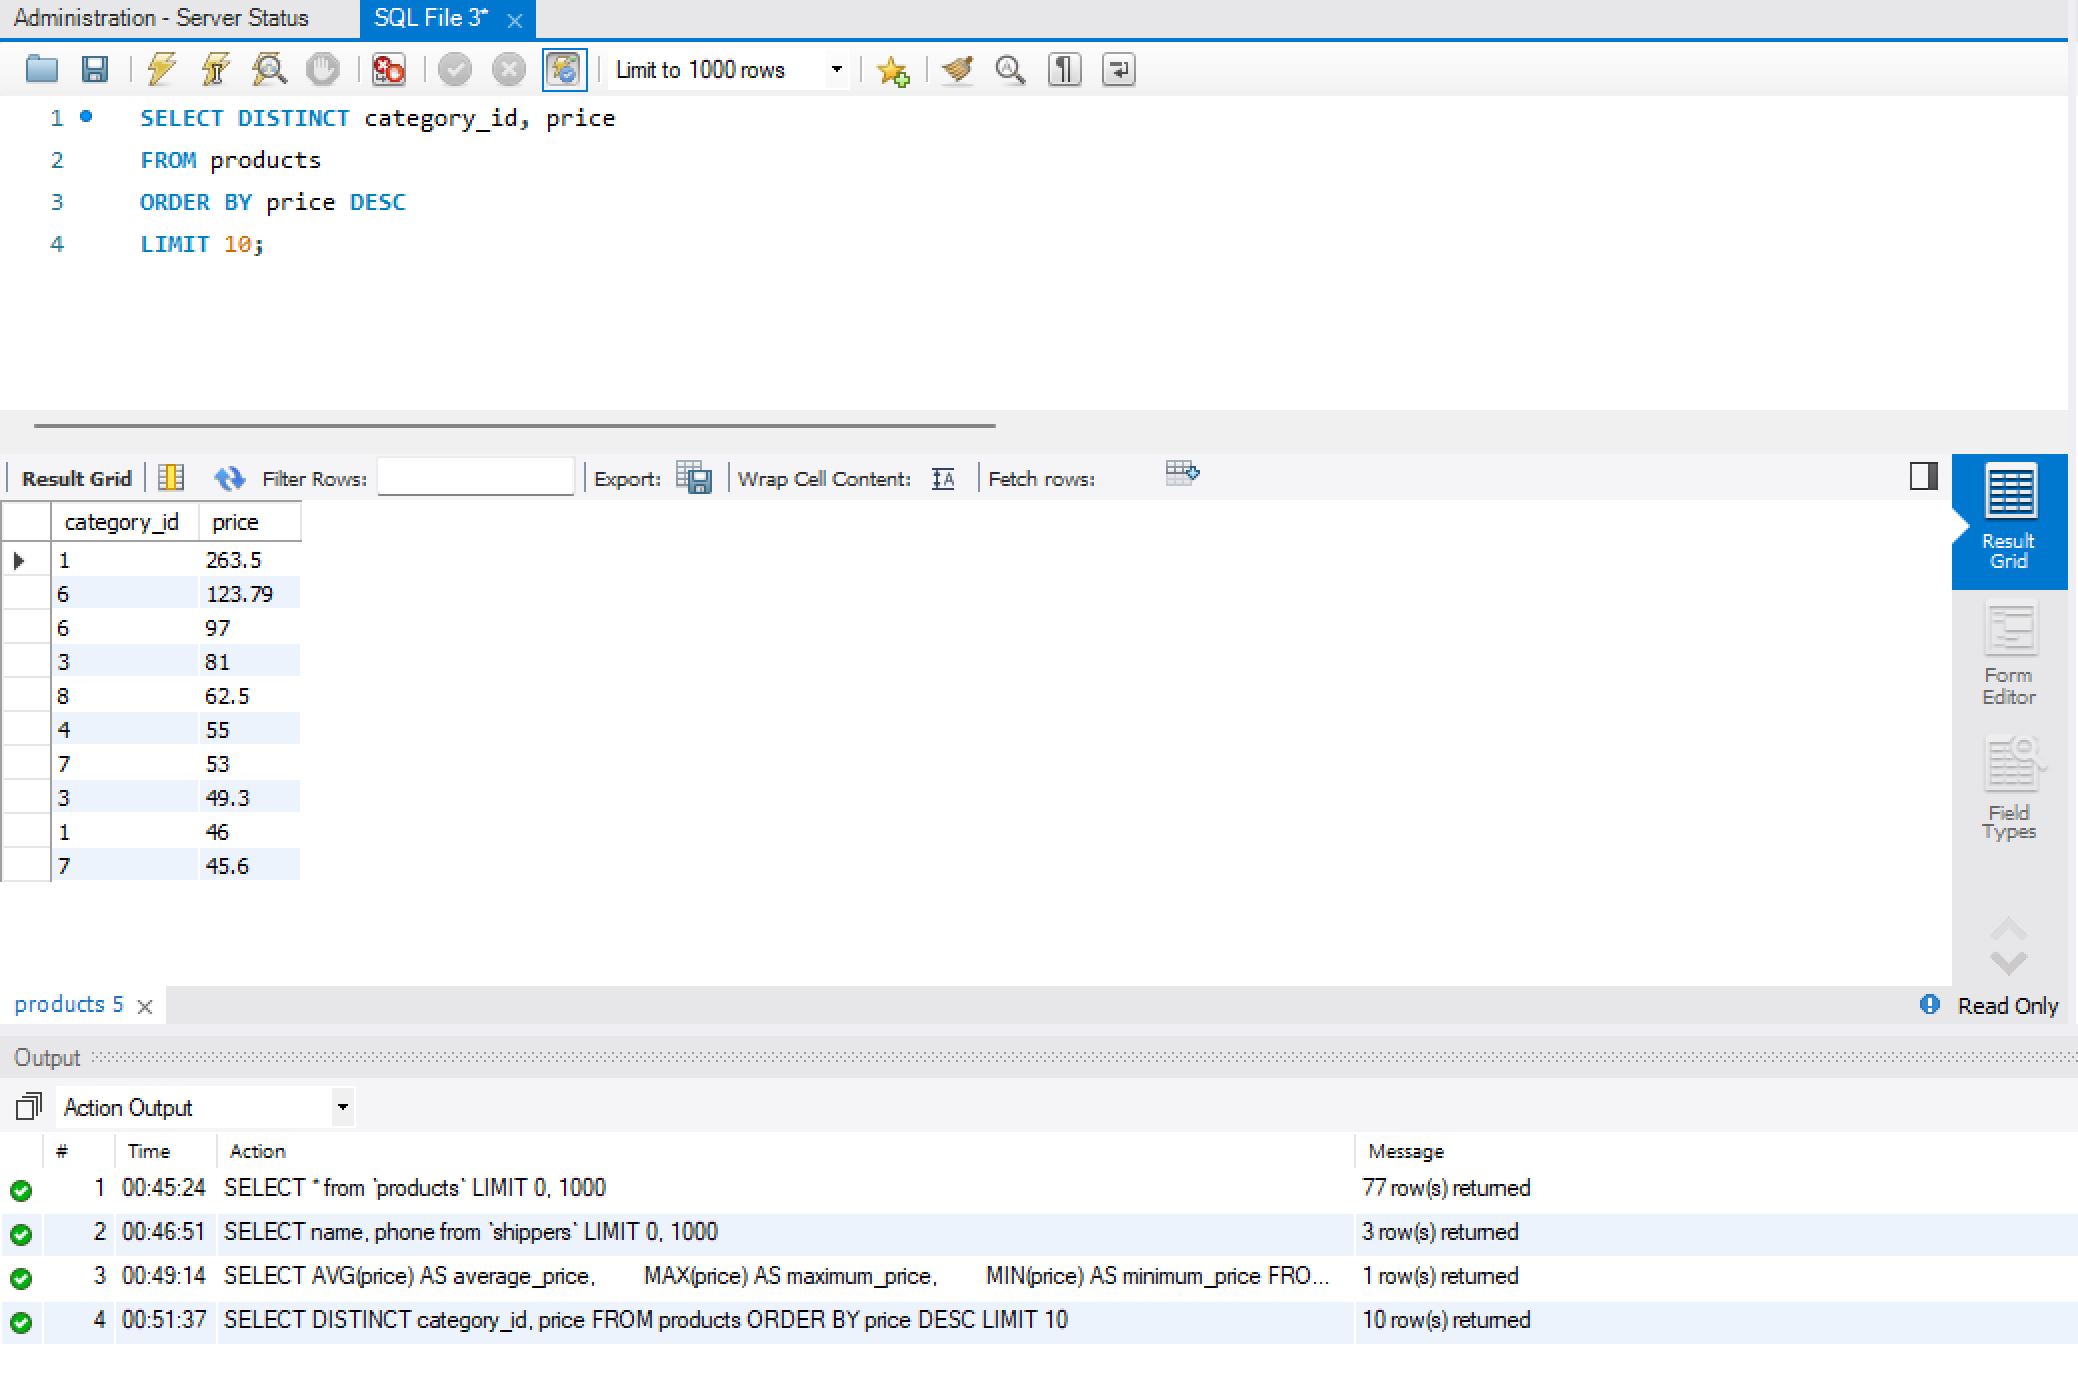 Administration - Server Status SQL File 3*
Limit to 1000 rows
1 SELECT DISTINCT category_id, price
2 FROM products
3 ORDER BY price DESC
4 LIMIT 10;
Result Grid Filter Rows: Export: Wrap Cell Content: Fetch rows:
category_id price
1 263.5
6 123.79
6 97
3 81
8 62.5
4 55
7 53
3 49.3
1 46
7 45.6
Result
Grid
Form
Editor
Field
Types
products 5 Read Only
Output
Action Output
# Time Action Message
1 00:45:24 SELECT * from `products` LIMIT 0, 1000 77 row(s) returned
2 00:46:51 SELECT name, phone from `shippers` LIMIT 0, 1000 3 row(s) returned
3 00:49:14 SELECT AVG(price) AS average_price, MAX(price) AS maximum_price, MIN(price) AS minimum_price FRO... 1 row(s) returned
4 00:51:37 SELECT DISTINCT category_id, price FROM products ORDER BY price DESC LIMIT 10 10 row(s) returned